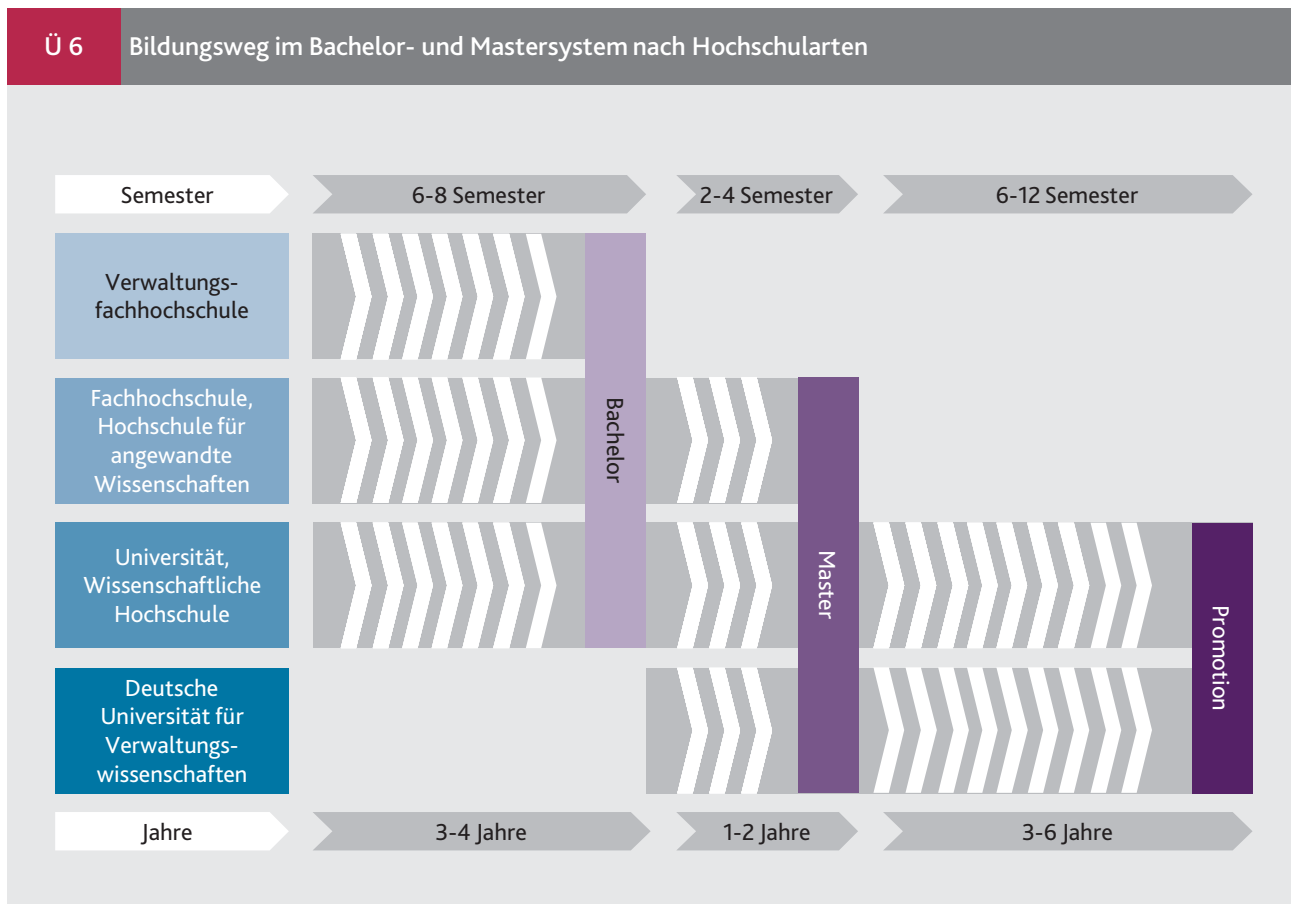 Ü 6
Bildungsweg im Bachelor- und Mastersystem nach Hochschularten
Semester
6-8 Semester
2-4 Semester
6-12 Semester
Verwaltungs-
fachhochschule
Fachhochschule,
Hochschule für
angewandte
Wissenschaften
Universität,
Wissenschaftliche
Hochschule
Deutsche
Universität für
Verwaltungs-
wissenschaften
Bachelor
Master
Promotion
Jahre
3-4 Jahre
1-2 Jahre
3-6 Jahre